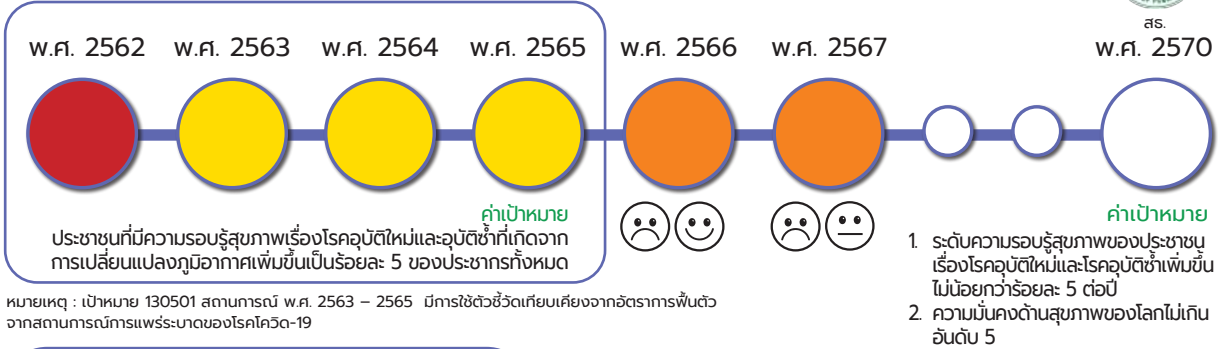 สธ.
พ.ศ. 2562 พ.ศ. 2563 พ.ศ. 2564 พ.ศ. 2565 พ.ศ. 2566 พ.ศ. 2567 พ.ศ. 2570
ค่าเป้าหมาย
ประชาชนที่มีความรอบรู้สุขภาพเรื่องโรคอุบัติใหม่และอุบัติซ้ำที่เกิดจาก
การเปลี่ยนแปลงภูมิอากาศเพิ่มขึ้นเป็นร้อยละ 5 ของประชากรทั้งหมด
ค่าเป้าหมาย
1. ระดับความรอบรู้สุขภาพของประชาชน
เรื่องโรคอุบัติใหม่และโรคอุบัติซ้ำเพิ่มขึ้น
ไม่น้อยกว่าร้อยละ 5 ต่อปี
2. ความมั่นคงด้านสุขภาพของโลกไม่เกิน
อันดับ 5
หมายเหตุ : เป้าหมาย 130501 สถานการณ์ พ.ศ. 2563 – 2565 มีการใช้ตัวชี้วัดเทียบเคียงจากอัตราการฟื้นตัว
จากสถานการณ์การแพร่ระบาดของโรคโควิด-19